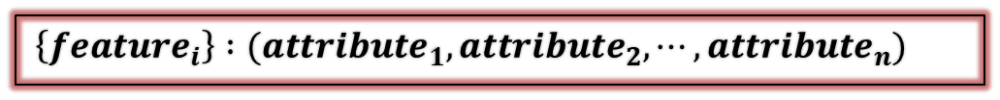 {feature_i} : (attribute_1, attribute_2, ⋯ , attribute_n)